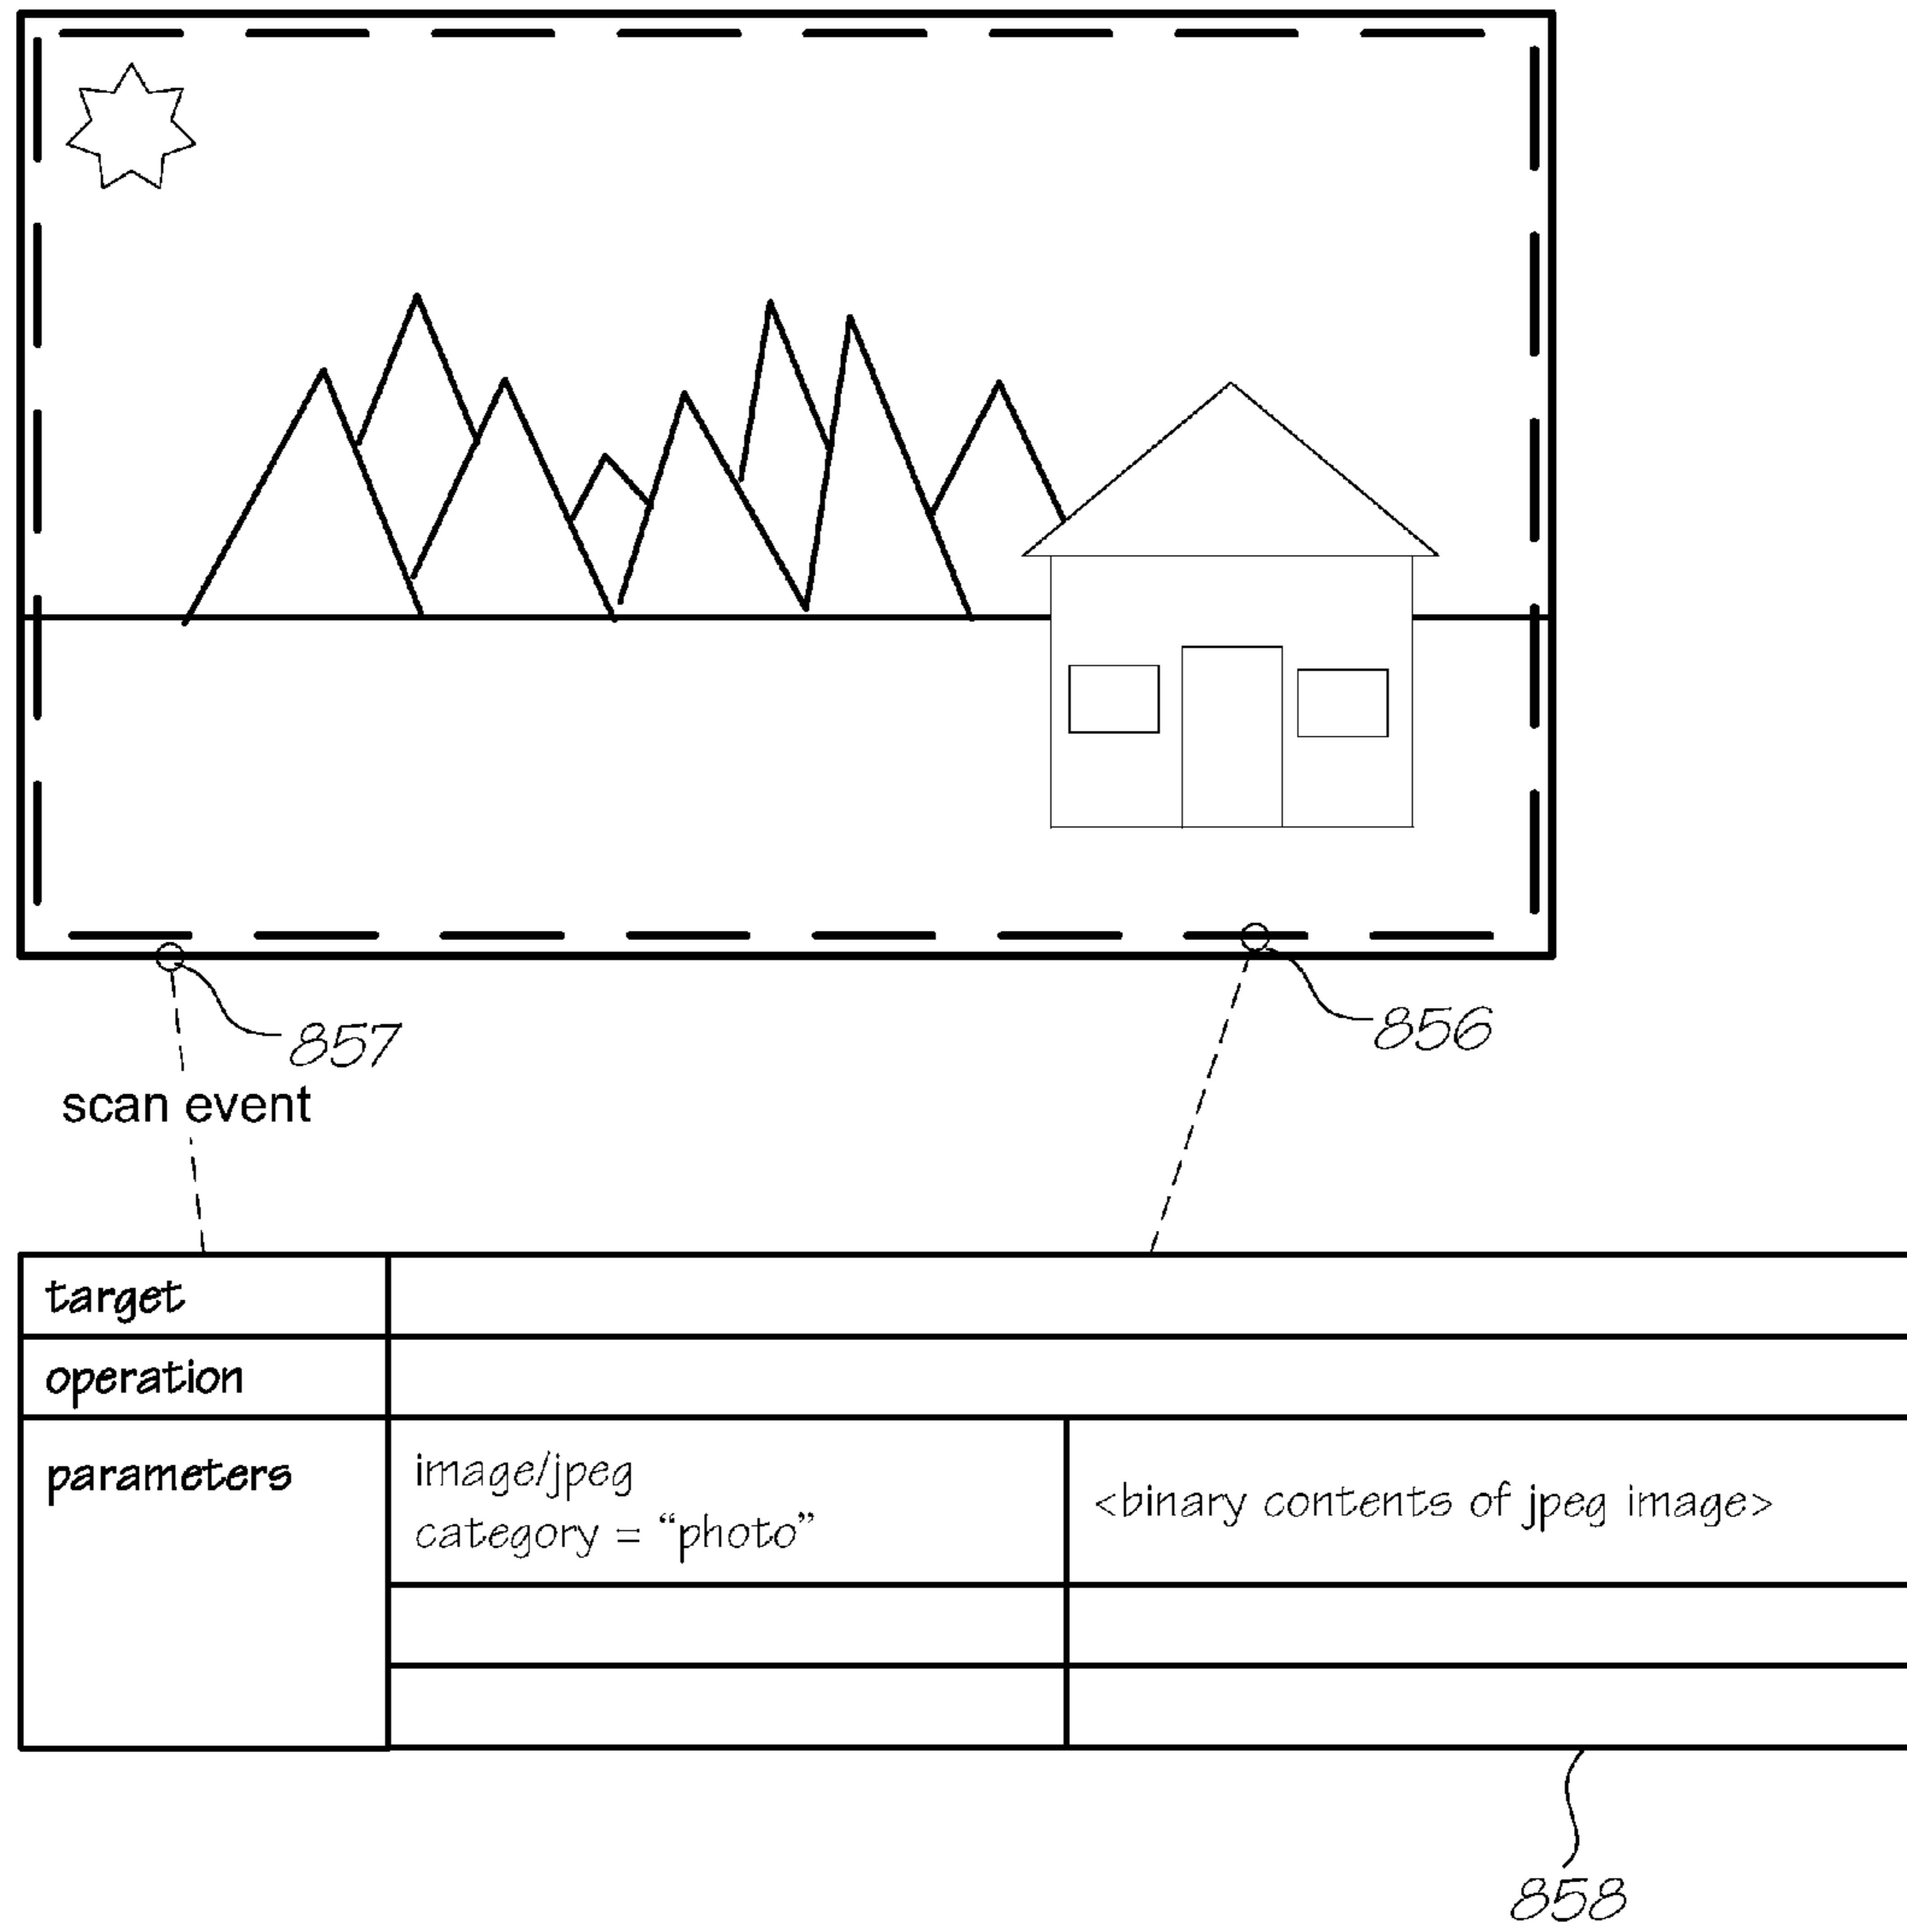 857
856
scan event
target
operation
parameters
image/jpeg
category = “photo”
<binary contents of jpeg image>
858